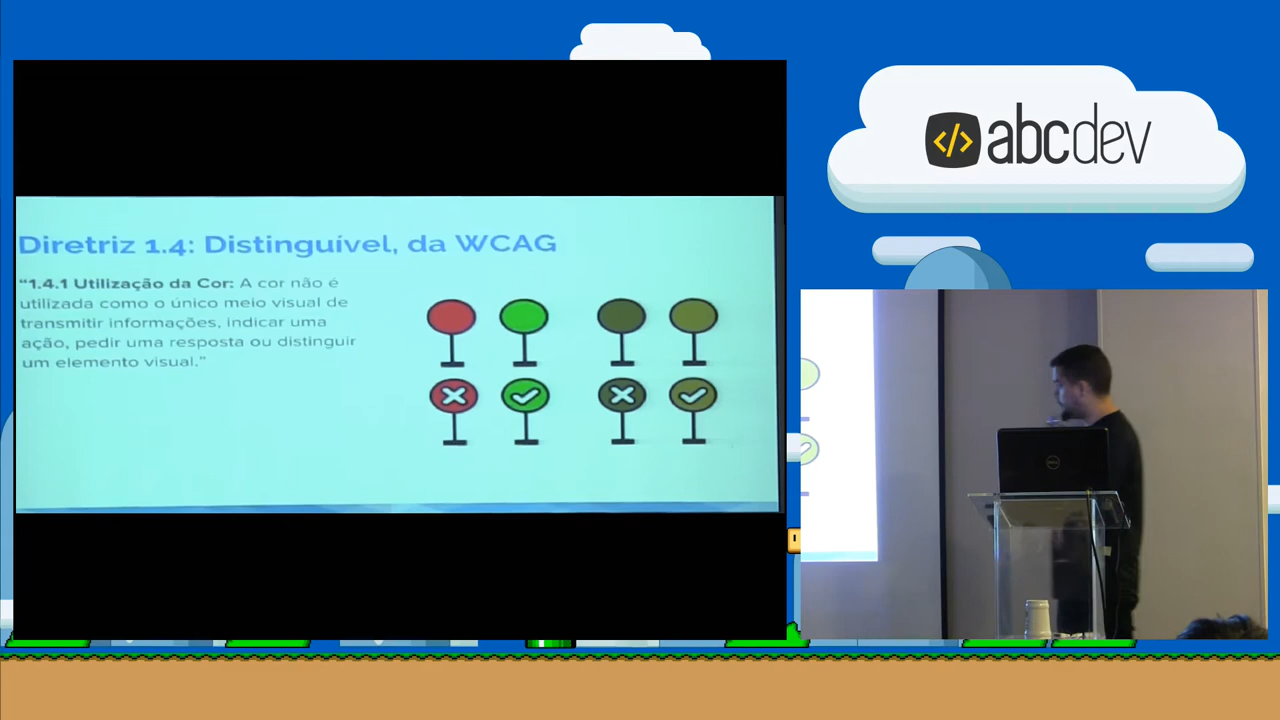 Diretriz 1.4: Distinguível, da WCAG
“1.4.1 Utilização da Cor: A cor não é
utilizada como o único meio visual de
transmitir informações, indicar uma
ação, pedir uma resposta ou distinguir
um elemento visual.”
</> abcdev
DELL